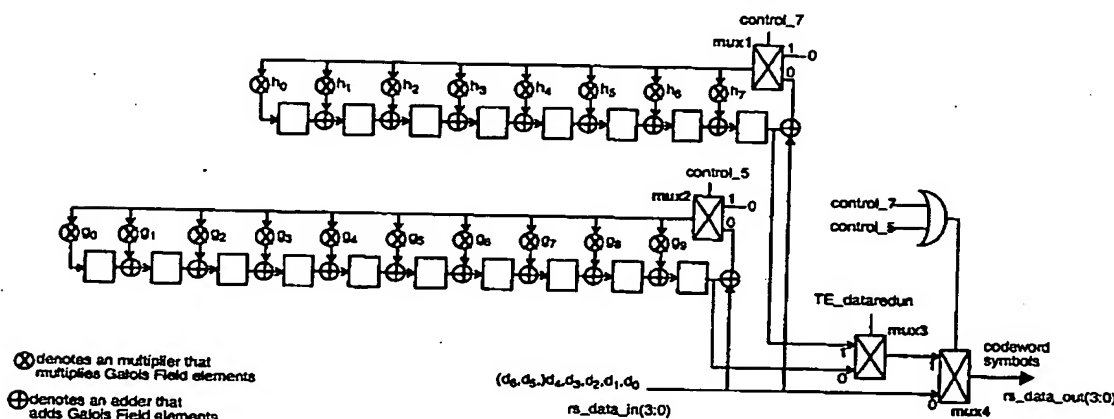 control_7
mux1
1
0
0
h0 h1 h2 h3 h4 h5 h6 h7
control_5
mux2
1
0
0
g0 g1 g2 g3 g4 g5 g6 g7 g8 g9
control_7
control_5
TE_dataredun
mux3
1
0
codeword
symbols
1
0
mux4
(d6,d5,)d4,d3,d2,d1,d0
rs_data_in(3:0)
rs_data_out(3:0)
⊗ denotes an multiplier that
multiplies Galois Field elements
⊕ denotes an adder that
adds Galois Field elements